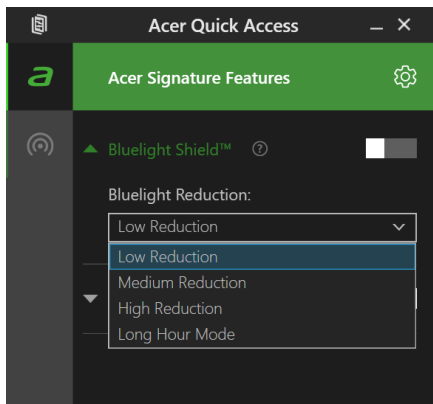 Acer Quick Access
a
Acer Signature Features
Bluelight Shield™ ?
Bluelight Reduction:
Low Reduction
Low Reduction
Medium Reduction
High Reduction
Long Hour Mode